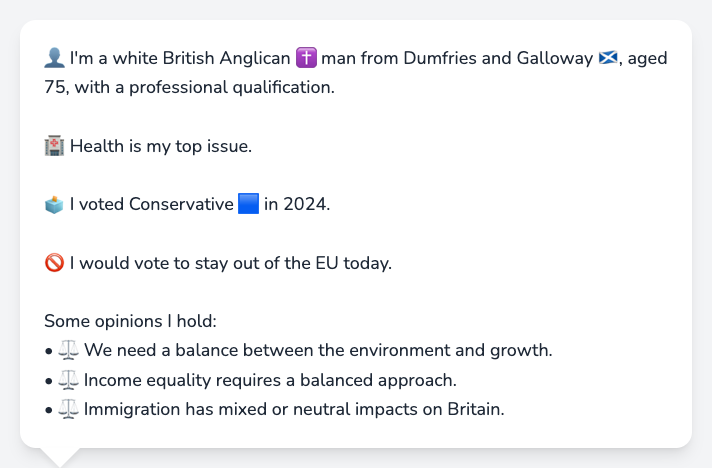 👤 I'm a white British Anglican ✝️ man from Dumfries and Galloway 🏴󠁧󠁢󠁳󠁣󠁴󠁿, aged
75, with a professional qualification.
🏥 Health is my top issue.
🗳️ I voted Conservative 🟦 in 2024.
🚫 I would vote to stay out of the EU today.
Some opinions I hold:
• ⚖️ We need a balance between the environment and growth.
• ⚖️ Income equality requires a balanced approach.
• ⚖️ Immigration has mixed or neutral impacts on Britain.